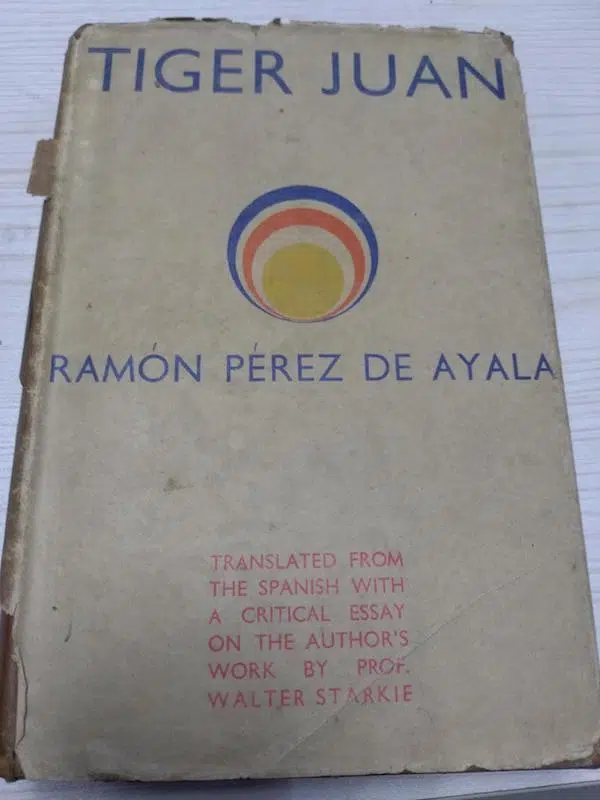 TIGER JUAN
RAMÓN PÉREZ DE AYALA
TRANSLATED FROM
THE SPANISH WITH
A CRITICAL ESSAY
ON THE AUTHOR'S
WORK BY PROF.
WALTER STARKIE